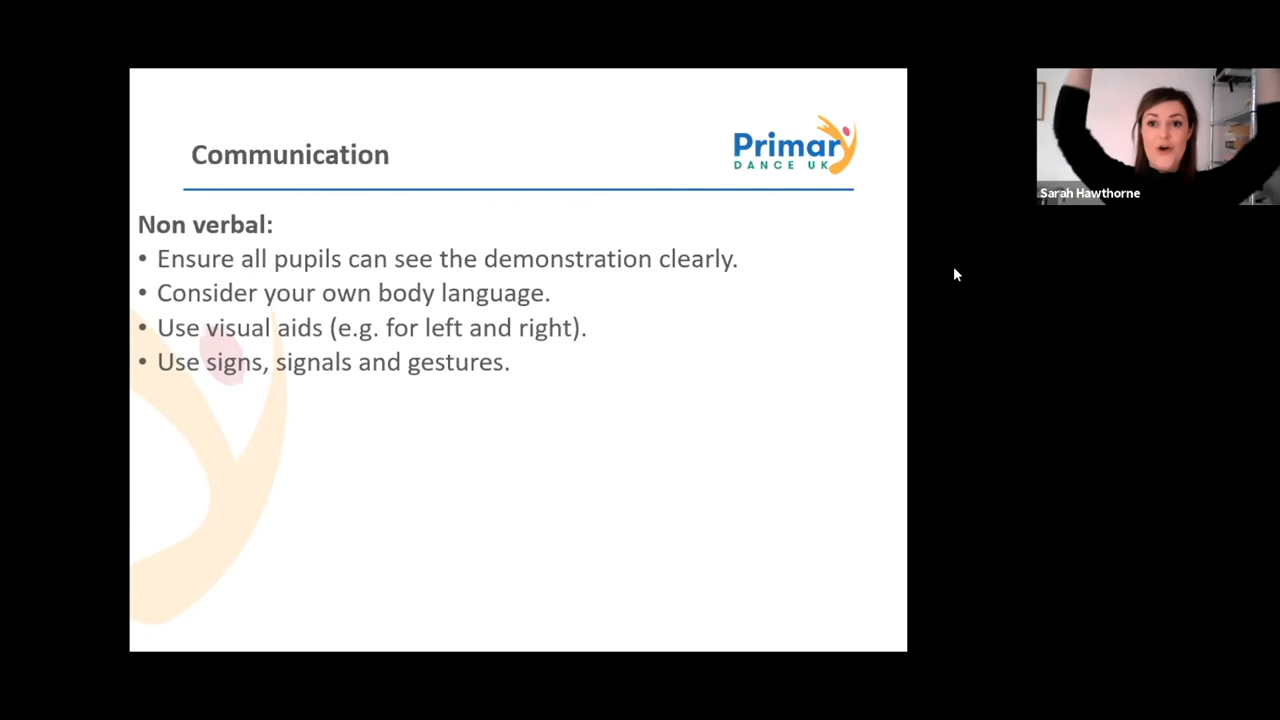 Communication
Primary
DANCE UK
Non verbal:
• Ensure all pupils can see the demonstration clearly.
• Consider your own body language.
• Use visual aids (e.g. for left and right).
• Use signs, signals and gestures.
Sarah Hawthorne